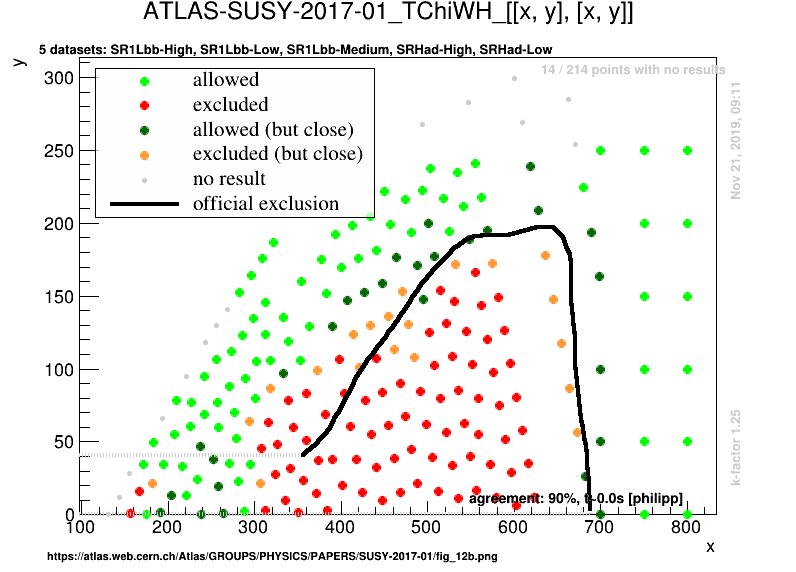 ATLAS-SUSY-2017-01_TChiWH_[[x, y], [x, y]]
5 datasets: SR1Lbb-High, SR1Lbb-Low, SR1Lbb-Medium, SRHad-High, SRHad-Low
y
14 / 214 points with no results
300
250
200
150
100
50
0
allowed
excluded
allowed (but close)
excluded (but close)
no result
official exclusion
Nov 21, 2019, 09:11
k-factor 1.25
agreement: 90%, t~0.0s [philipp]
100 200 300 400 500 600 700 800
x
https://atlas.web.cern.ch/Atlas/GROUPS/PHYSICS/PAPERS/SUSY-2017-01/fig_12b.png